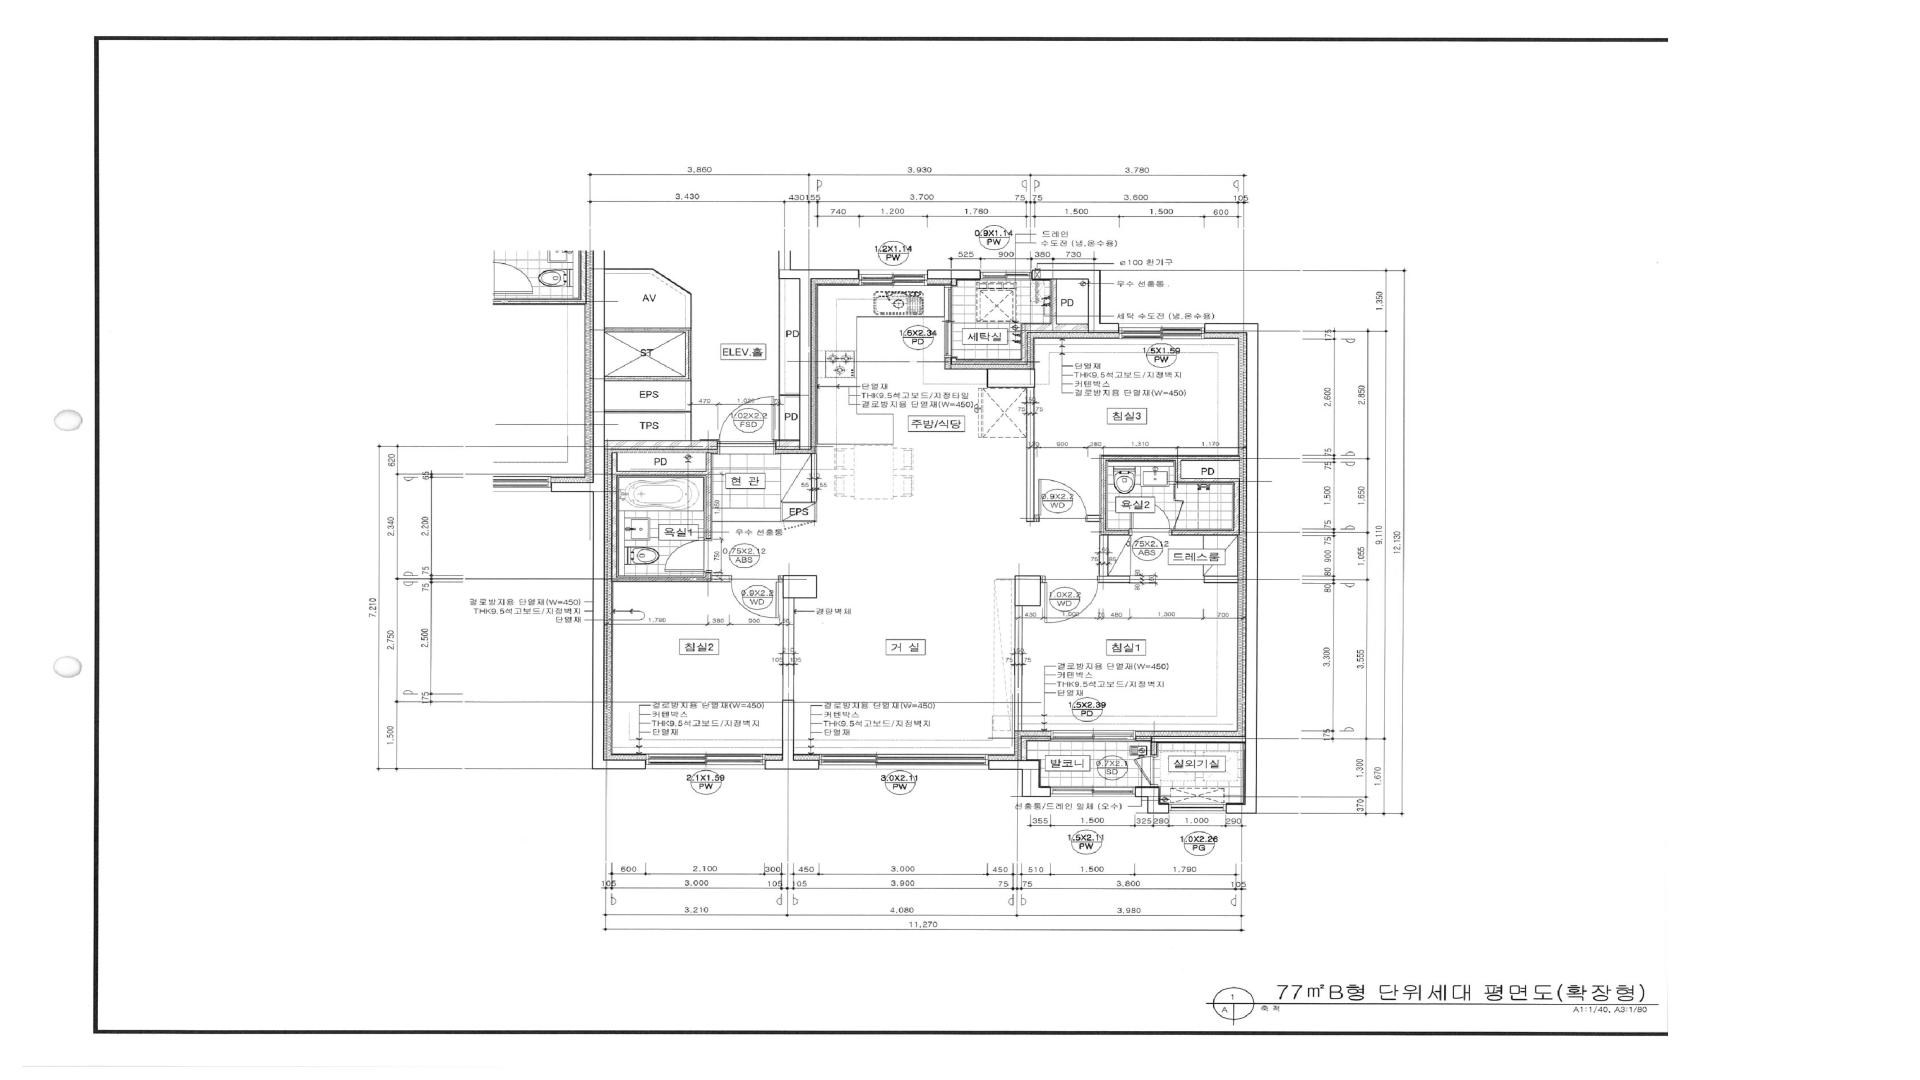 3,860 3,930 3,780
3,430 430 155 3,700 75 75 3,600 105
740 1,200 1,760 1,500 1,500 600
0.9X1.14 PW
드레인
수도전 (냉,온수용)
1.2X1.14 PW
525 900 380 730
ø100 환기구
우수 선홈통
세탁 수도전 (냉,온수용)
AV
PD
PD
1.6X2.34 PD
세탁실
ST
ELEV.홀
1.5X1.59 PW
단열재
THK9.5석고보드/지정벽지
커텐박스
결로방지용 단열재(W=450)
단열재
THK9.5석고보드/지정타일
결로방지용 단열재(W=450)
EPS
470
TPS
1.02X2.2 FSD
PD
주방/식당
침실3
75 75
900 280 1,310 1,170
PD
현 관
55 55
EPS
PD
욕실2
0.9X2.2 WD
욕실1
우수 선홈통
0.75X2.12 ABS
750
0.75X2.12 ABS
드레스룸
결로방지용 단열재(W=450)
THK9.5석고보드/지정벽지
단열재
0.9X2.2 WD
경량벽체
1.0X2.2 WD
1,790 380 900
430 1,000 70 480 1,300 700
침실2
거 실
침실1
105 105
75 75
결로방지용 단열재(W=450)
커텐박스
THK9.5석고보드/지정벽지
단열재
결로방지용 단열재(W=450)
커텐박스
THK9.5석고보드/지정벽지
단열재
결로방지용 단열재(W=450)
커텐박스
THK9.5석고보드/지정벽지
단열재
1.5X2.39 PD
발코니
0.7X2.1 SD
실외기실
2.1X1.59 PW
3.0X2.11 PW
선홈통/드레인 일체 (오수)
355 1,500 325 280 1,000 290
1.5X2.11 PW
1.0X2.26 PG
600 2,100 300 450 3,000 450 510 1,500 1,790
105 3,000 105 105 3,900 75 75 3,800 105
3,210 4,080 3,980
11,270
7,210
620 2,340 2,750 1,500
65 2,200 75 75 2,500 175
175 2,600 75 75 1,500 75 900 80 80 3,300 175
2,850 1,650 1,055 3,555 1,300 370
1,350 9,110 1,670
12,130
1
A
77㎡B형 단위세대 평면도(확장형)
축 척
A1:1/40, A3:1/80